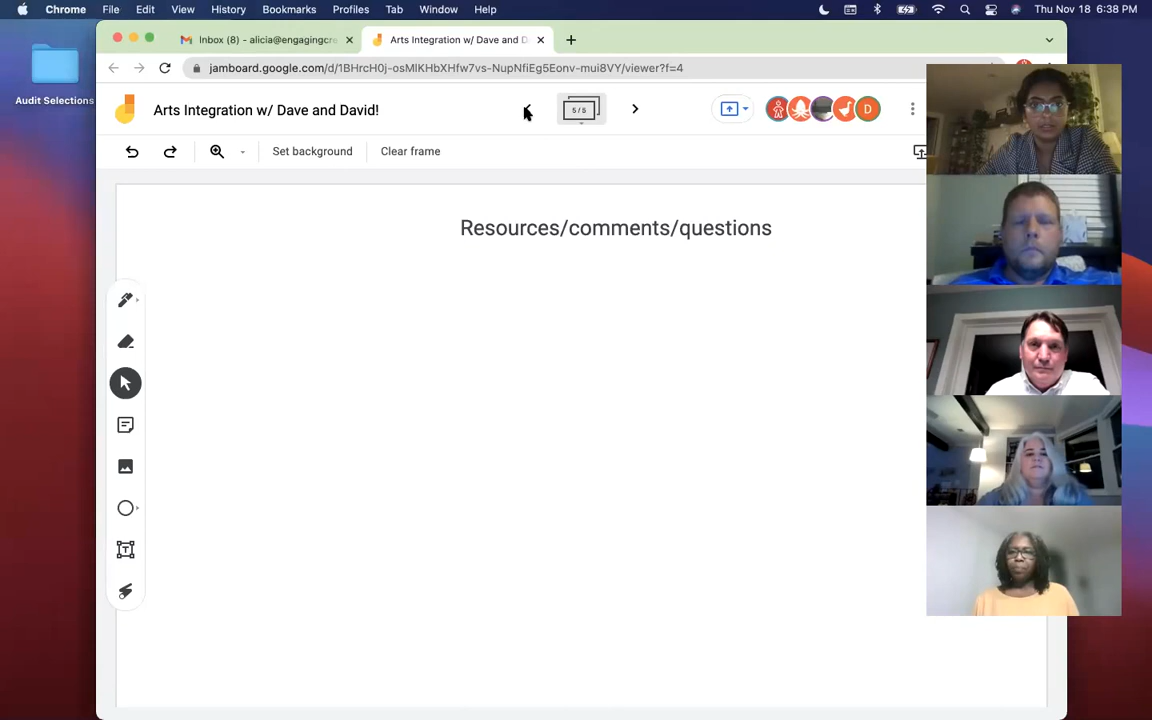 Chrome File Edit View History Bookmarks Profiles Tab Window Help Thu Nov 18 6:38 PM
Inbox (8) - alicia@engagingcre Arts Integration w/ Dave and D
jamboard.google.com/d/1BHrcH0j-osMlKHbXHfw7vs-NupNfiEg5Eonv-mui8VY/viewer?f=4
Audit Selections
Arts Integration w/ Dave and David! 5/5 D
Set background Clear frame
Resources/comments/questions